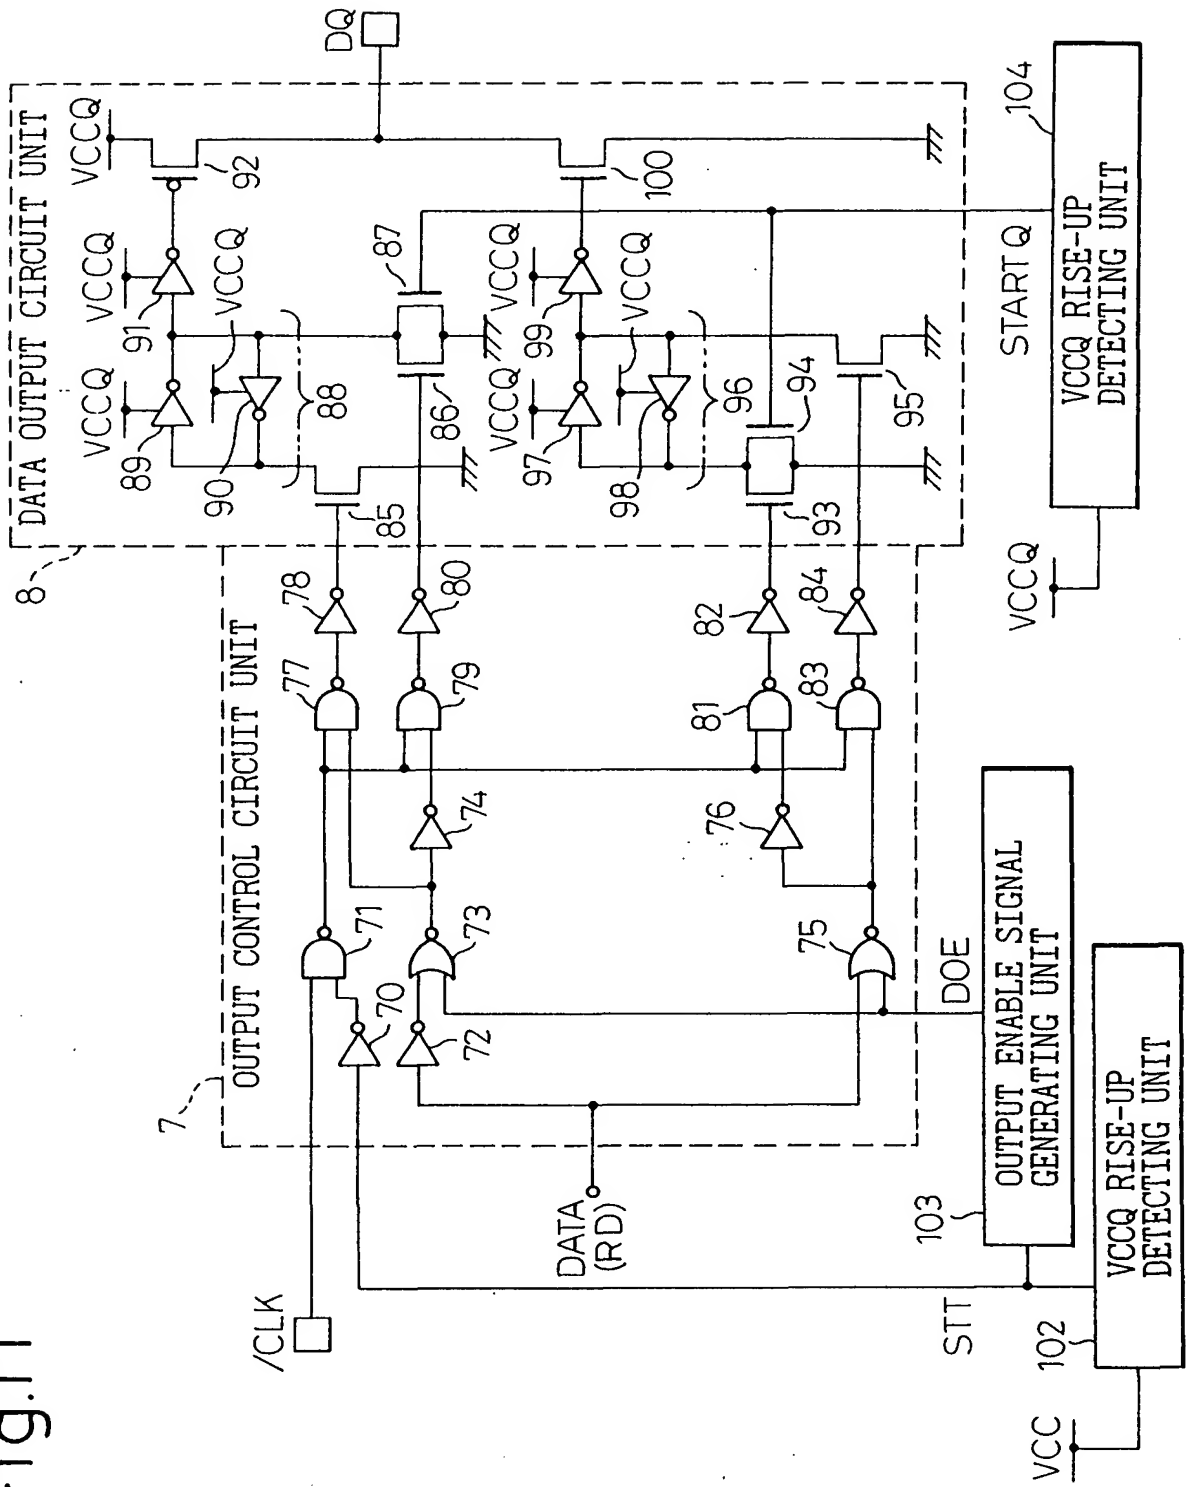 Fig.11
8
DATA OUTPUT CIRCUIT UNIT
VCCQ
VCCQ
VCCQ
DQ
89
91
92
90
VCCQ
88
85
86
87
VCCQ
VCCQ
97
99
100
98
VCCQ
96
93
94
95
STARTQ
104
VCCQ RISE-UP
DETECTING UNIT
VCCQ
7
OUTPUT CONTROL CIRCUIT UNIT
/CLK
70
71
72
73
74
75
76
77
78
79
80
81
82
83
84
DATA
(RD)
DOE
103
OUTPUT ENABLE SIGNAL
GENERATING UNIT
STT
102
VCCQ RISE-UP
DETECTING UNIT
VCC